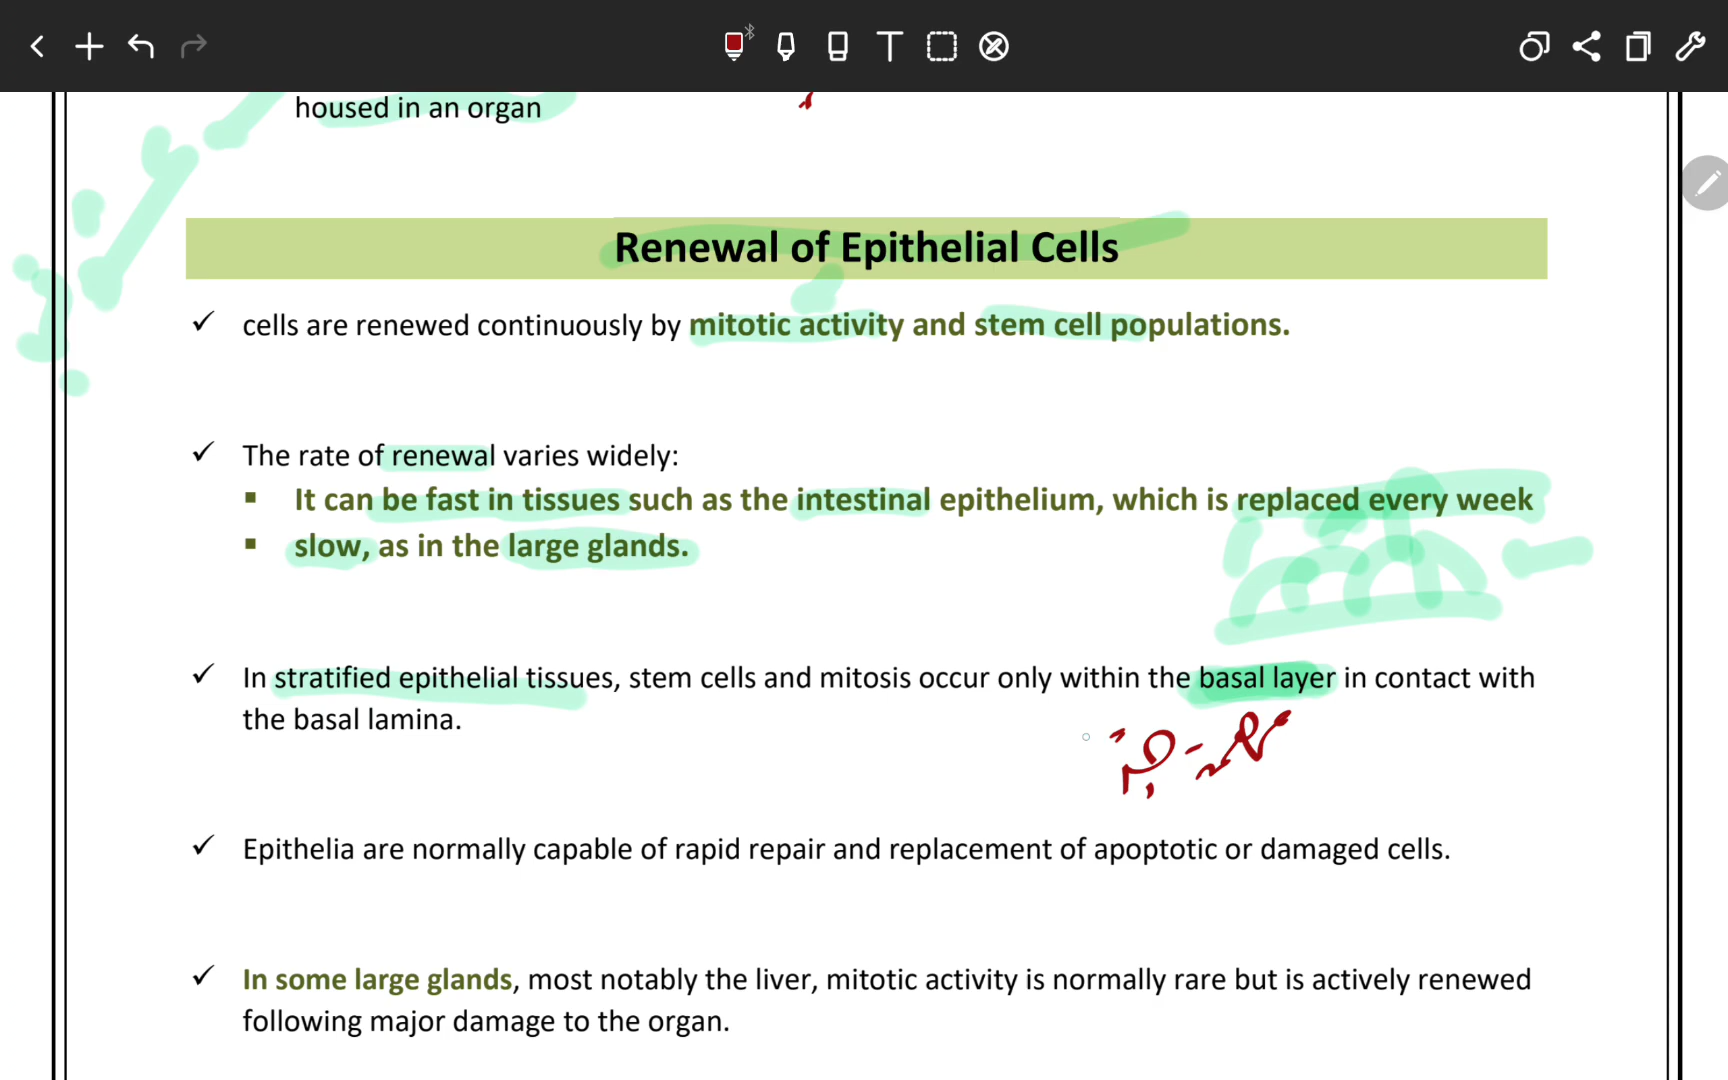 housed in an organ
Renewal of Epithelial Cells
✓ cells are renewed continuously by mitotic activity and stem cell populations.
✓ The rate of renewal varies widely:
▪ It can be fast in tissues such as the intestinal epithelium, which is replaced every week
▪ slow, as in the large glands.
✓ In stratified epithelial tissues, stem cells and mitosis occur only within the basal layer in contact with
the basal lamina.
✓ Epithelia are normally capable of rapid repair and replacement of apoptotic or damaged cells.
✓ In some large glands, most notably the liver, mitotic activity is normally rare but is actively renewed
following major damage to the organ.